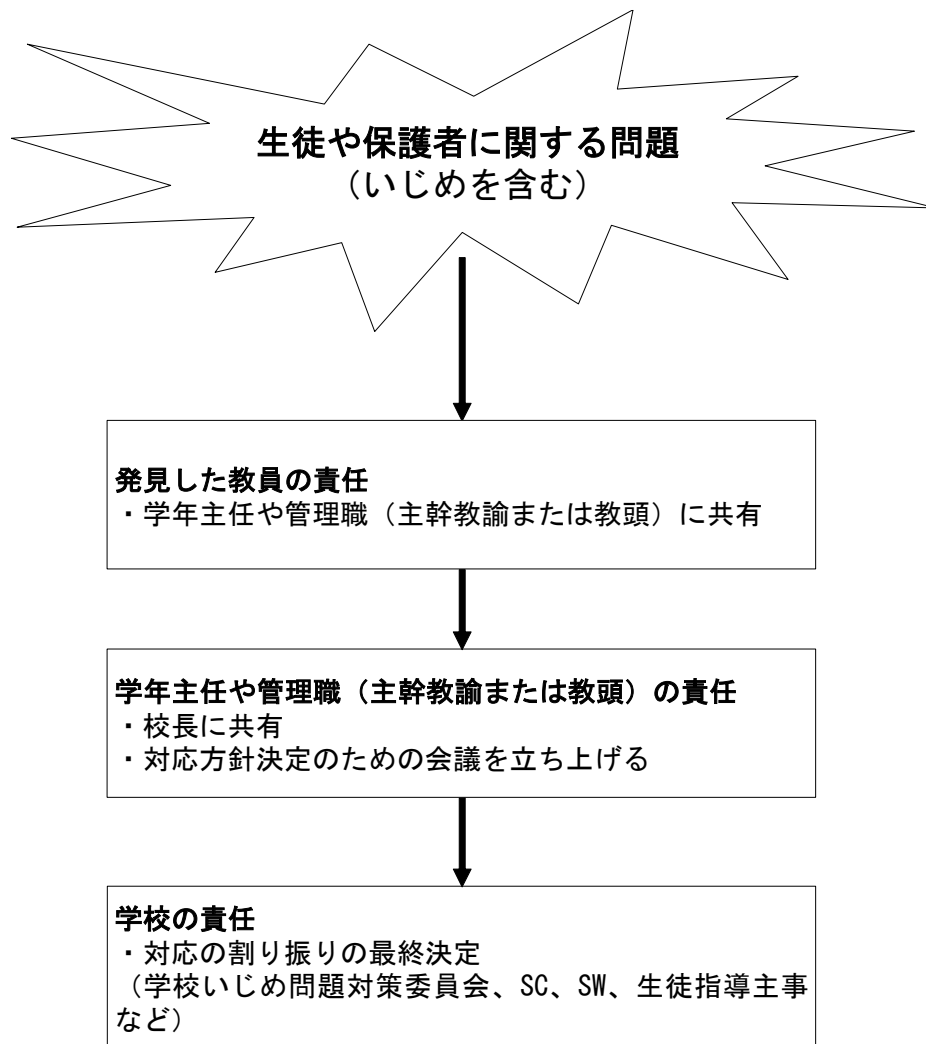 生徒や保護者に関する問題
（いじめを含む）
発見した教員の責任
・学年主任や管理職（主幹教諭または教頭）に共有
学年主任や管理職（主幹教諭または教頭）の責任
・校長に共有
・対応方針決定のための会議を立ち上げる
学校の責任
・対応の割り振りの最終決定
（学校いじめ問題対策委員会、SC、SW、生徒指導主事
など）